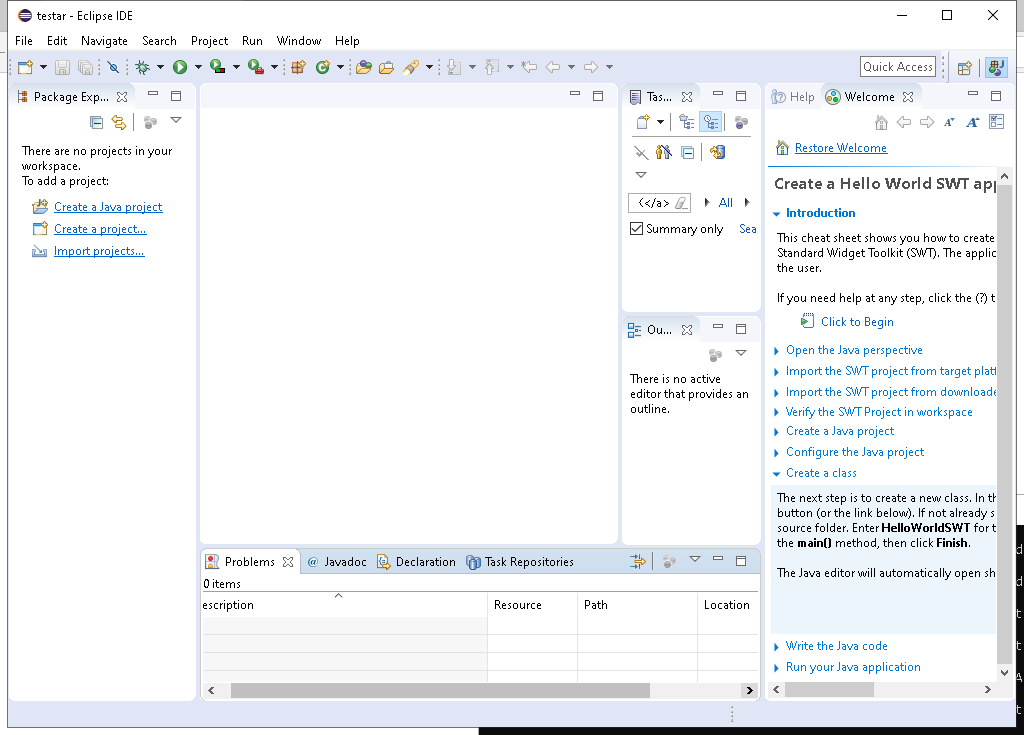 testar - Eclipse IDE
File Edit Navigate Search Project Run Window Help
Quick Access
Package Exp...
There are no projects in your
workspace.
To add a project:
Create a Java project
Create a project...
Import projects...
Tas...
(</a>
All
Summary only
Sea
Ou...
There is no active
editor that provides an
outline.
Help
Welcome
Restore Welcome
Create a Hello World SWT app
Introduction
This cheat sheet shows you how to create
Standard Widget Toolkit (SWT). The applic
the user.
If you need help at any step, click the (?) t
Click to Begin
Open the Java perspective
Import the SWT project from target platf
Import the SWT project from downloade
Verify the SWT Project in workspace
Create a Java project
Configure the Java project
Create a class
The next step is to create a new class. In th
button (or the link below). If not already s
source folder. Enter HelloWorldSWT for t
the main() method, then click Finish.
The Java editor will automatically open sh
Write the Java code
Run your Java application
Problems @ Javadoc Declaration Task Repositories
0 items
escription Resource Path Location